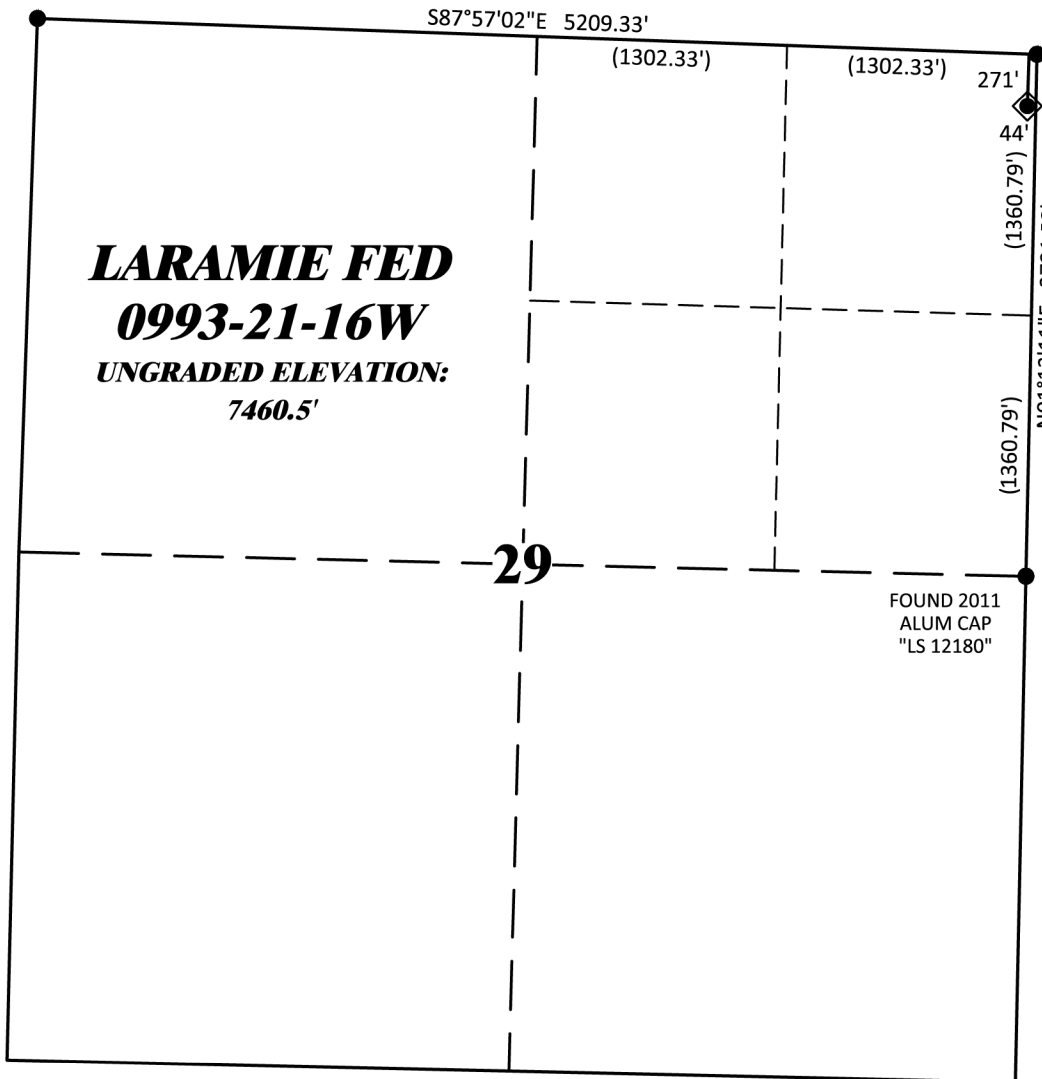 S87°57'02"E 5209.33'
(1302.33')
(1302.33')
271'
44'
(1360.79')
LARAMIE FED
0993-21-16W
UNGRADED ELEVATION:
7460.5'
(1360.79')
29
FOUND 2011
ALUM CAP
"LS 12180"